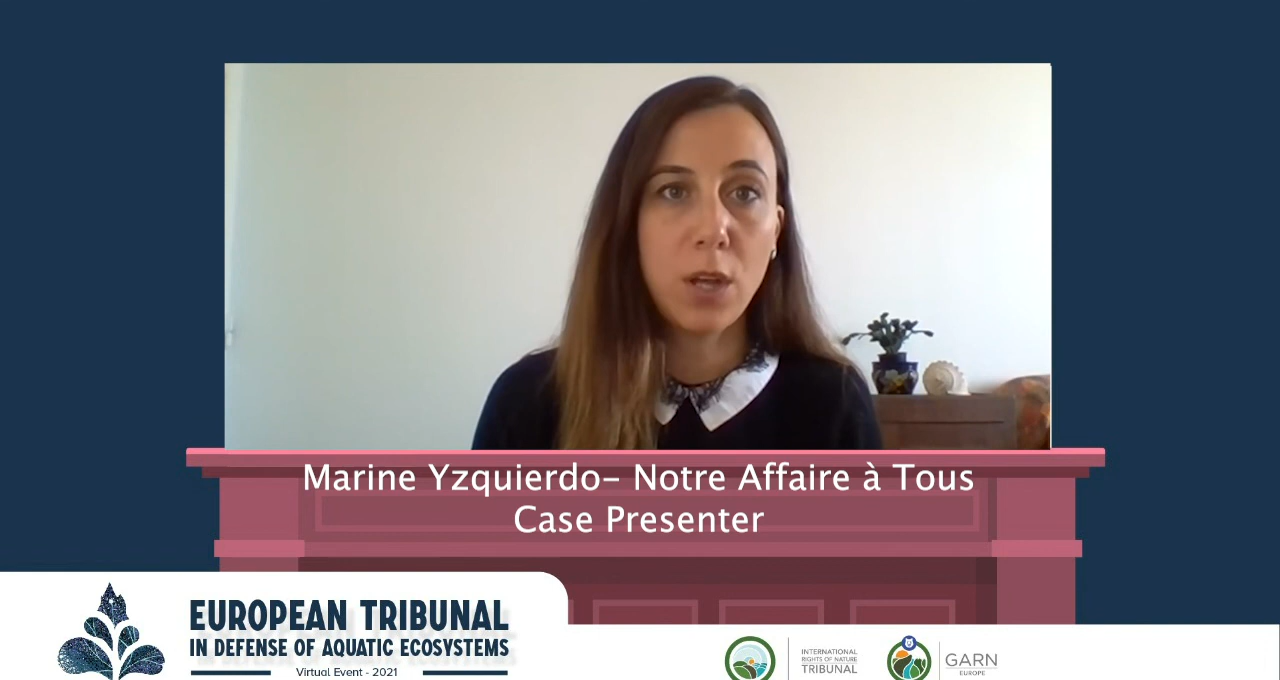 Marine Yzquierdo– Notre Affaire à Tous
Case Presenter
EUROPEAN TRIBUNAL
IN DEFENSE OF AQUATIC ECOSYSTEMS
Virtual Event - 2021
INTERNATIONAL
RIGHTS OF NATURE
TRIBUNAL
GARN
EUROPE